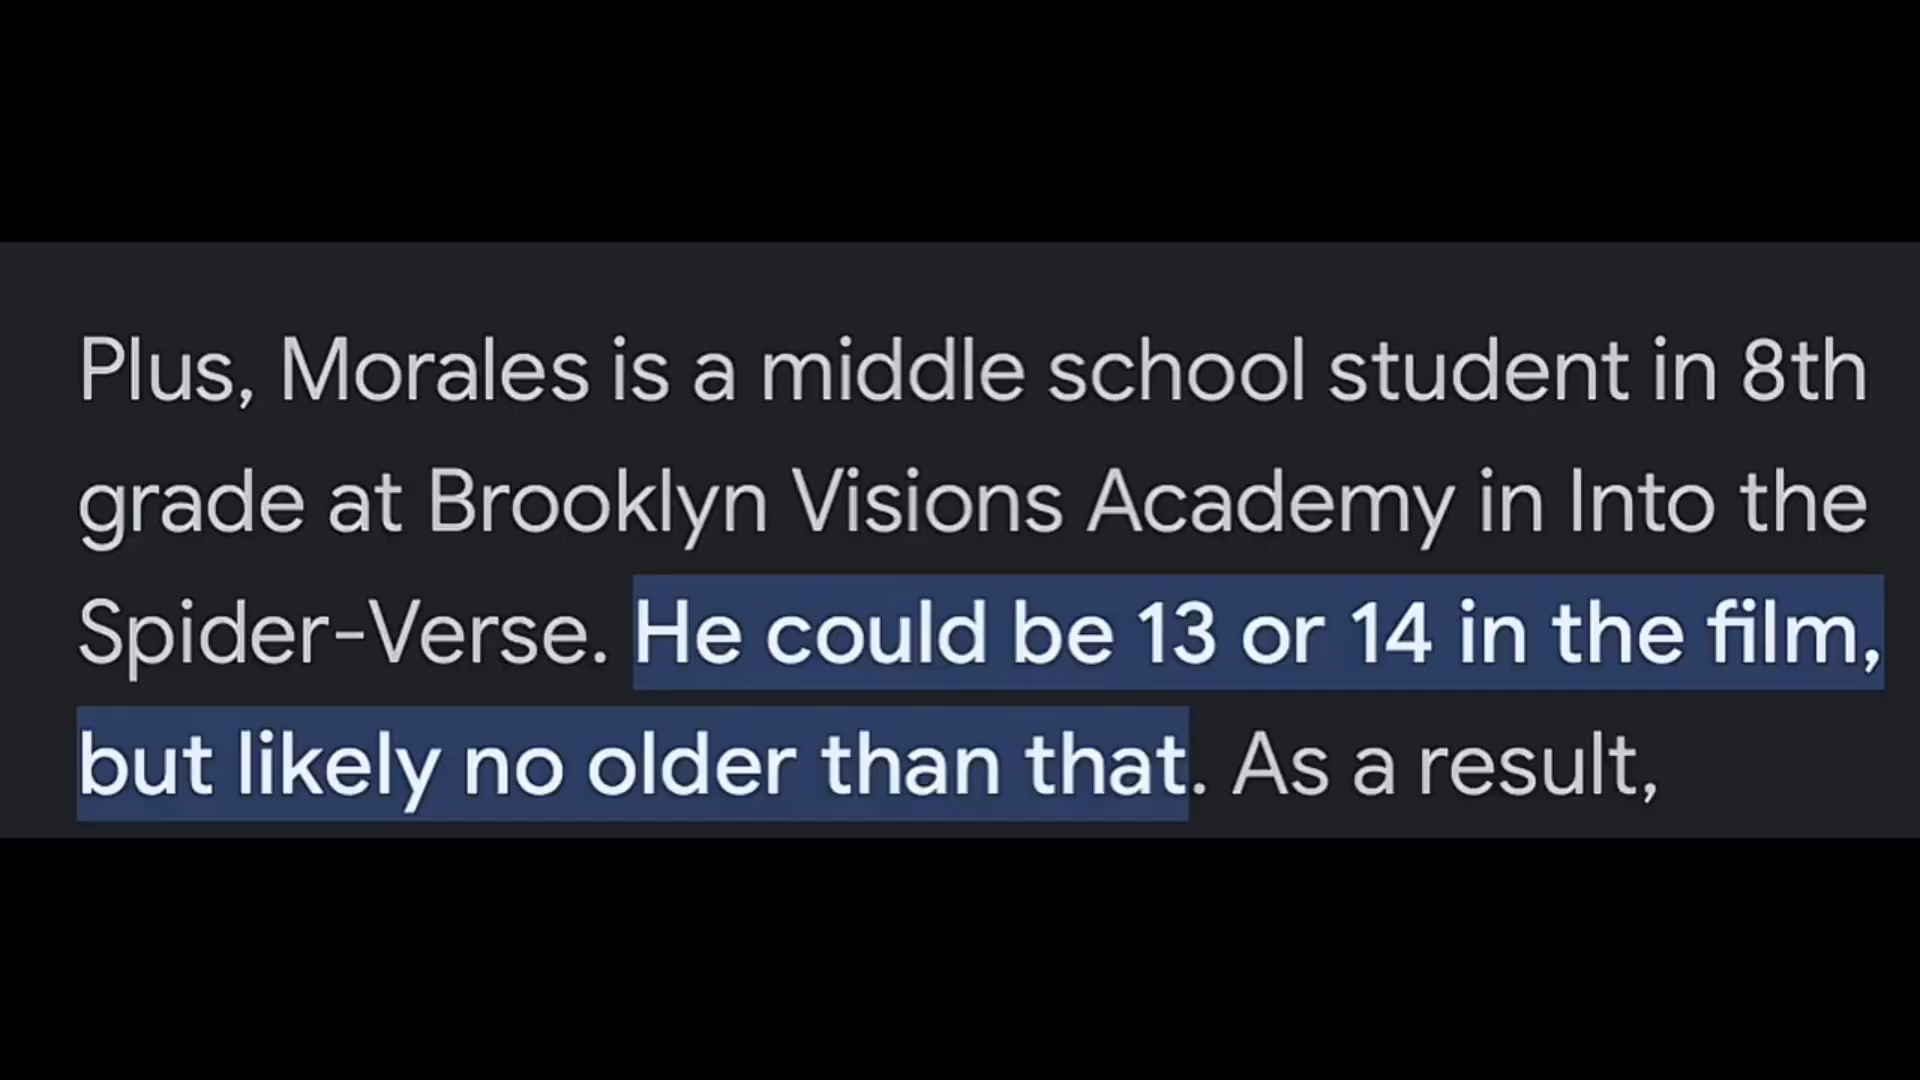 Plus, Morales is a middle school student in 8th
grade at Brooklyn Visions Academy in Into the
Spider-Verse. He could be 13 or 14 in the film,
but likely no older than that. As a result,